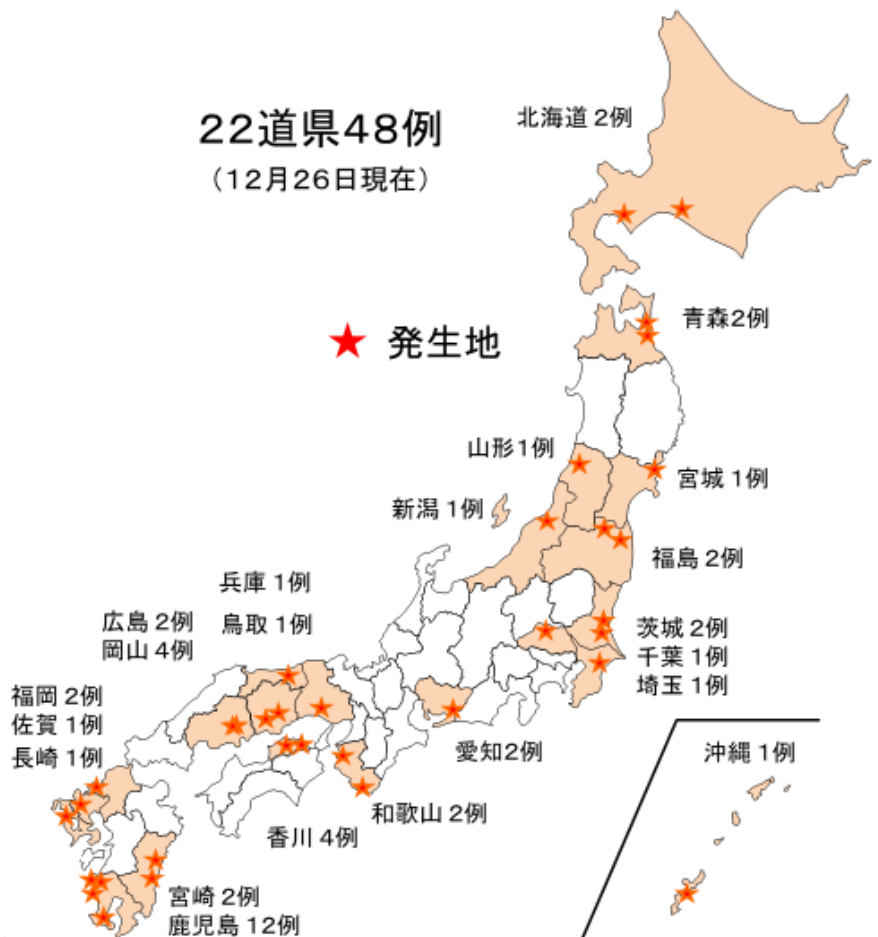 22道県48例
（12月26日現在）
北海道 2例
★ 発生地
青森2例
山形1例
宮城 1例
新潟 1例
福島 2例
兵庫 1例
広島 2例
鳥取 1例
岡山 4例
茨城 2例
千葉 1例
埼玉 1例
福岡 2例
佐賀 1例
長崎 1例
愛知2例
沖縄 1例
和歌山 2例
香川 4例
宮崎 2例
鹿児島 12例